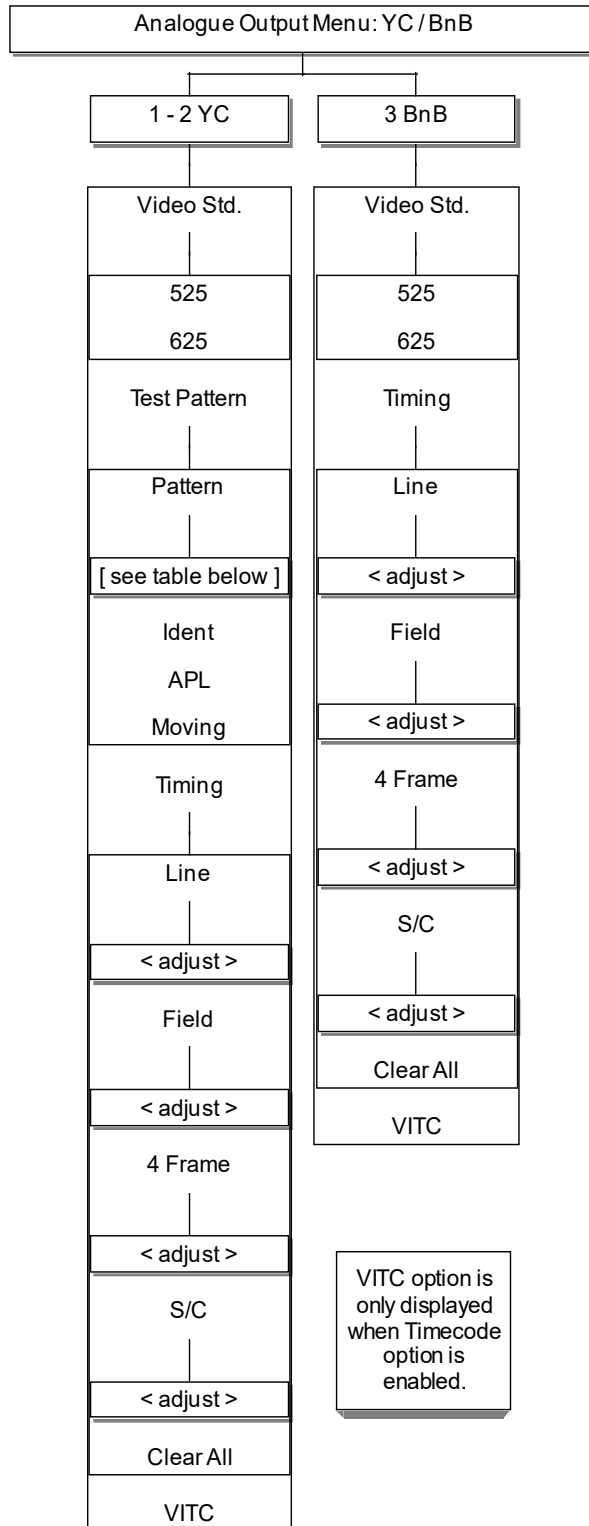 Analogue Output Menu: YC / BnB
1 - 2 YC
Video Std.
525
625
Test Pattern
Pattern
[ see table below ]
Ident
APL
Moving
Timing
Line
< adjust >
Field
< adjust >
4 Frame
< adjust >
S/C
< adjust >
Clear All
VITC
3 BnB
Video Std.
525
625
Timing
Line
< adjust >
Field
< adjust >
4 Frame
< adjust >
S/C
< adjust >
Clear All
VITC
VITC option is
only displayed
when Timecode
option is
enabled.